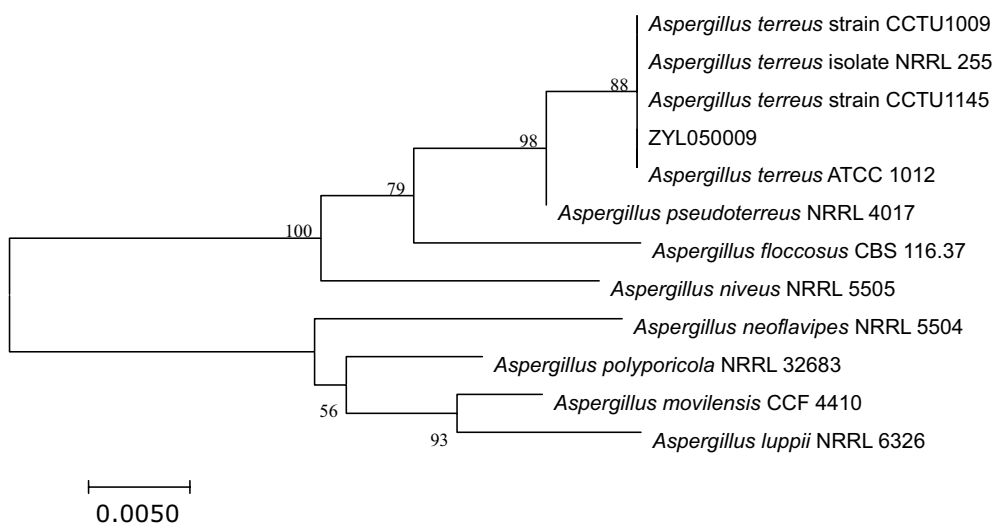 Aspergillus terreus strain CCTU1009
Aspergillus terreus isolate NRRL 255
88
Aspergillus terreus strain CCTU1145
98
ZYL050009
Aspergillus terreus ATCC 1012
79
Aspergillus pseudoterreus NRRL 4017
100
Aspergillus floccosus CBS 116.37
Aspergillus niveus NRRL 5505
Aspergillus neoflavipes NRRL 5504
Aspergillus polyporicola NRRL 32683
56
Aspergillus movilensis CCF 4410
93
Aspergillus luppii NRRL 6326
0.0050